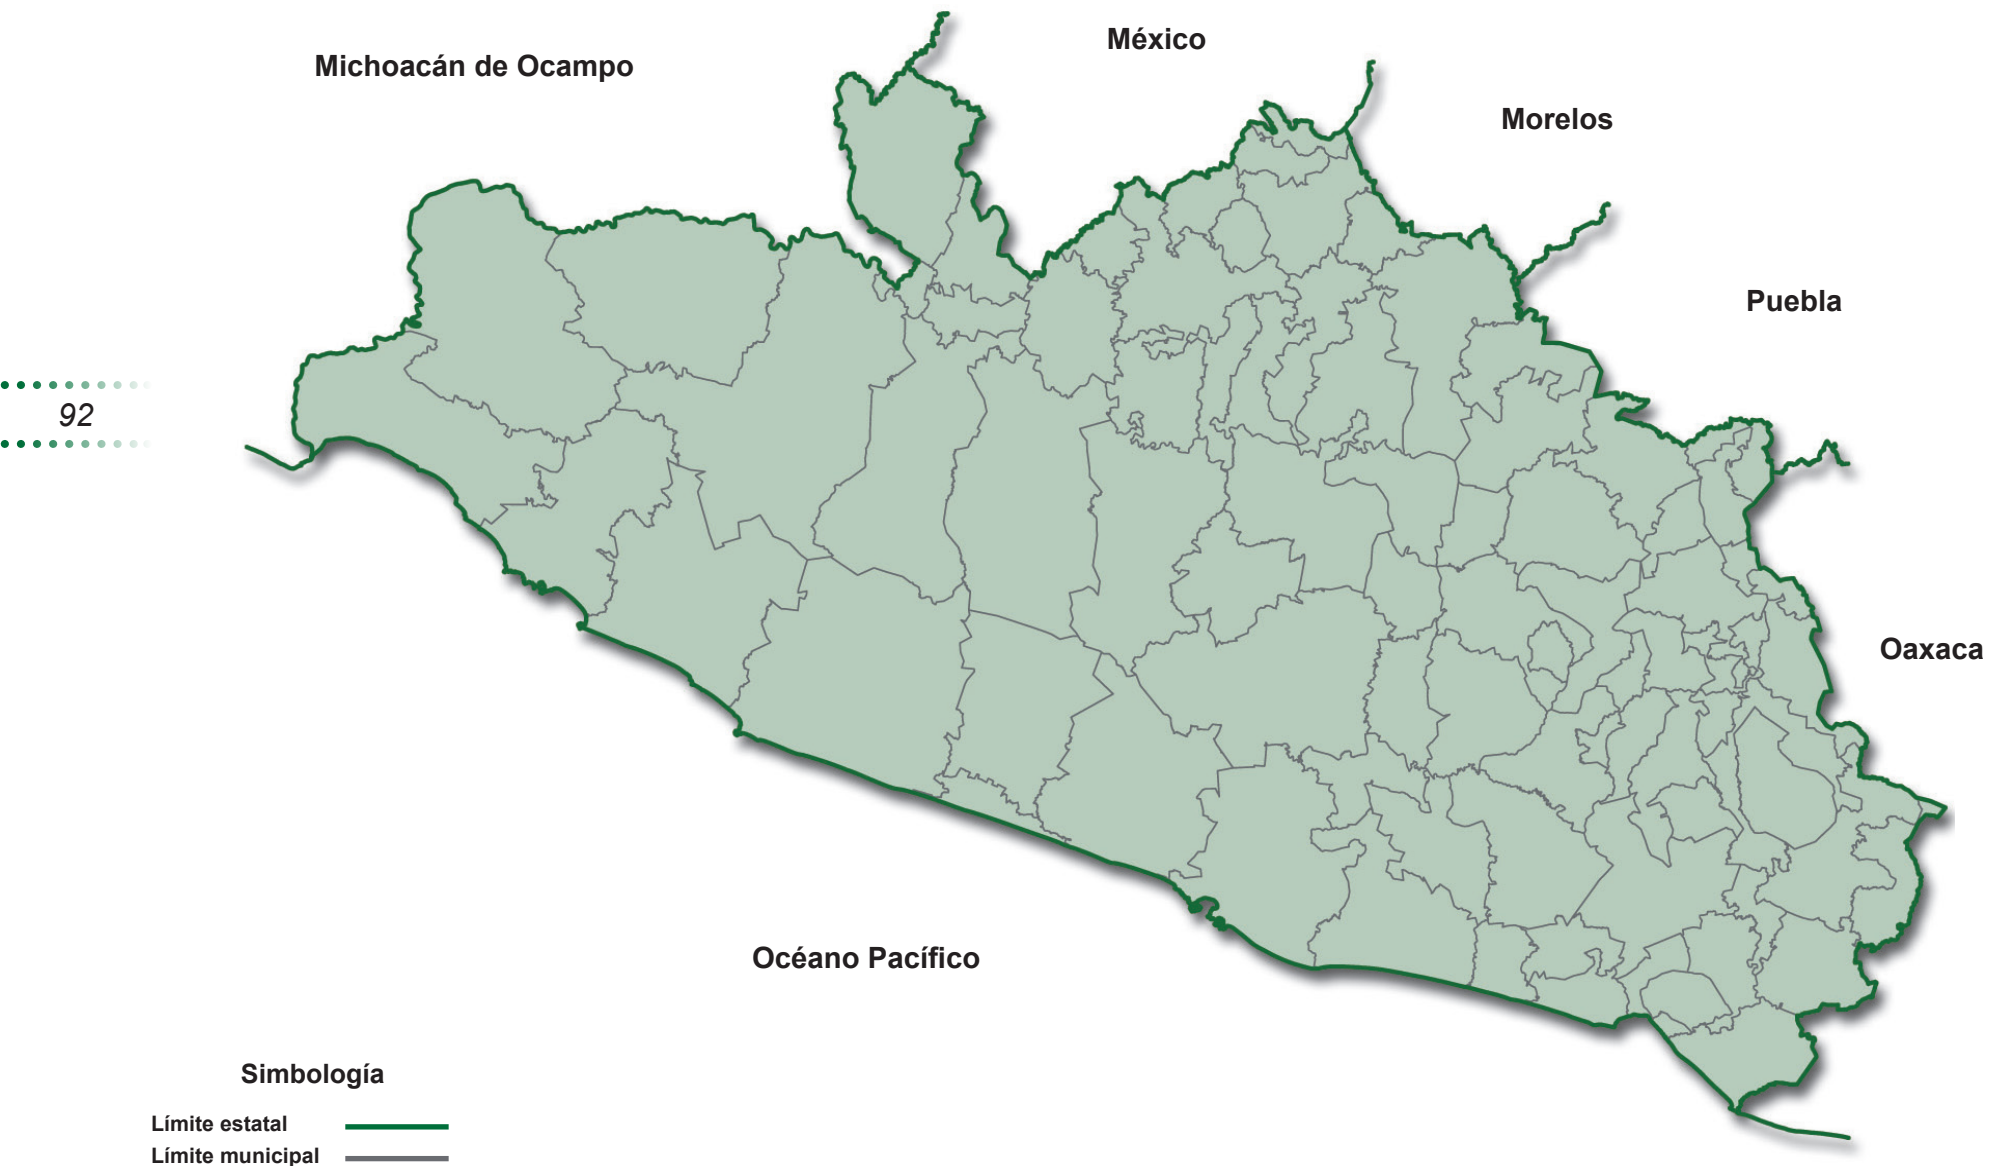 México
Michoacán de Ocampo
Morelos
Puebla
92
Oaxaca
Océano Pacífico
Simbología
Límite estatal
Límite municipal